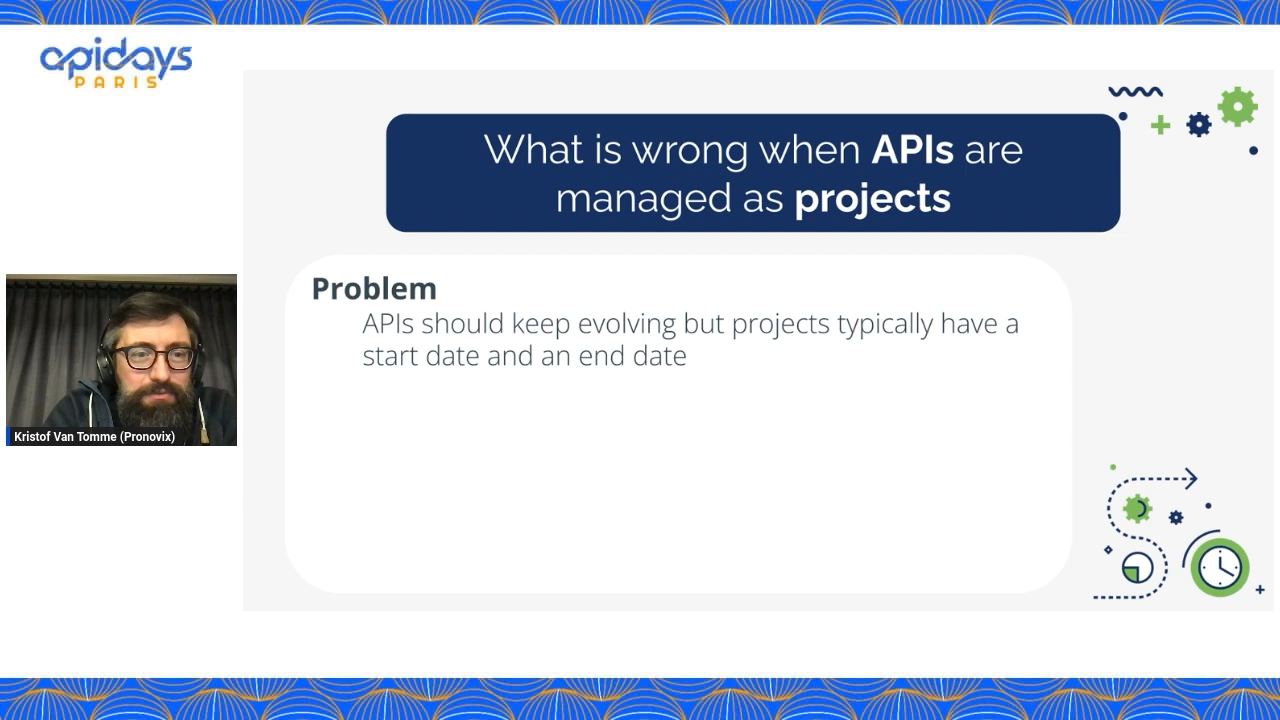 apidays
PARIS
What is wrong when APIs are
managed as projects
Problem
APIs should keep evolving but projects typically have a
start date and an end date
Kristof Van Tomme (Pronovix)